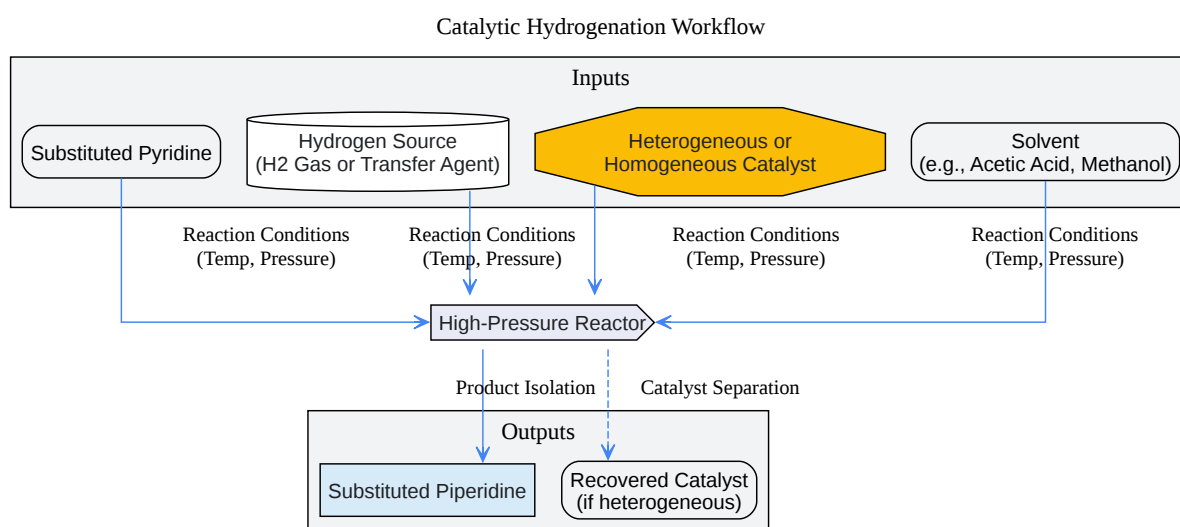 Catalytic Hydrogenation Workflow
Inputs
Substituted Pyridine
Hydrogen Source
(H2 Gas or Transfer Agent)
Heterogeneous or
Homogeneous Catalyst
Solvent
(e.g., Acetic Acid, Methanol)
Reaction Conditions
(Temp, Pressure)
Reaction Conditions
(Temp, Pressure)
Reaction Conditions
(Temp, Pressure)
Reaction Conditions
(Temp, Pressure)
High-Pressure Reactor
Product Isolation
Catalyst Separation
Outputs
Substituted Piperidine
Recovered Catalyst
(if heterogeneous)